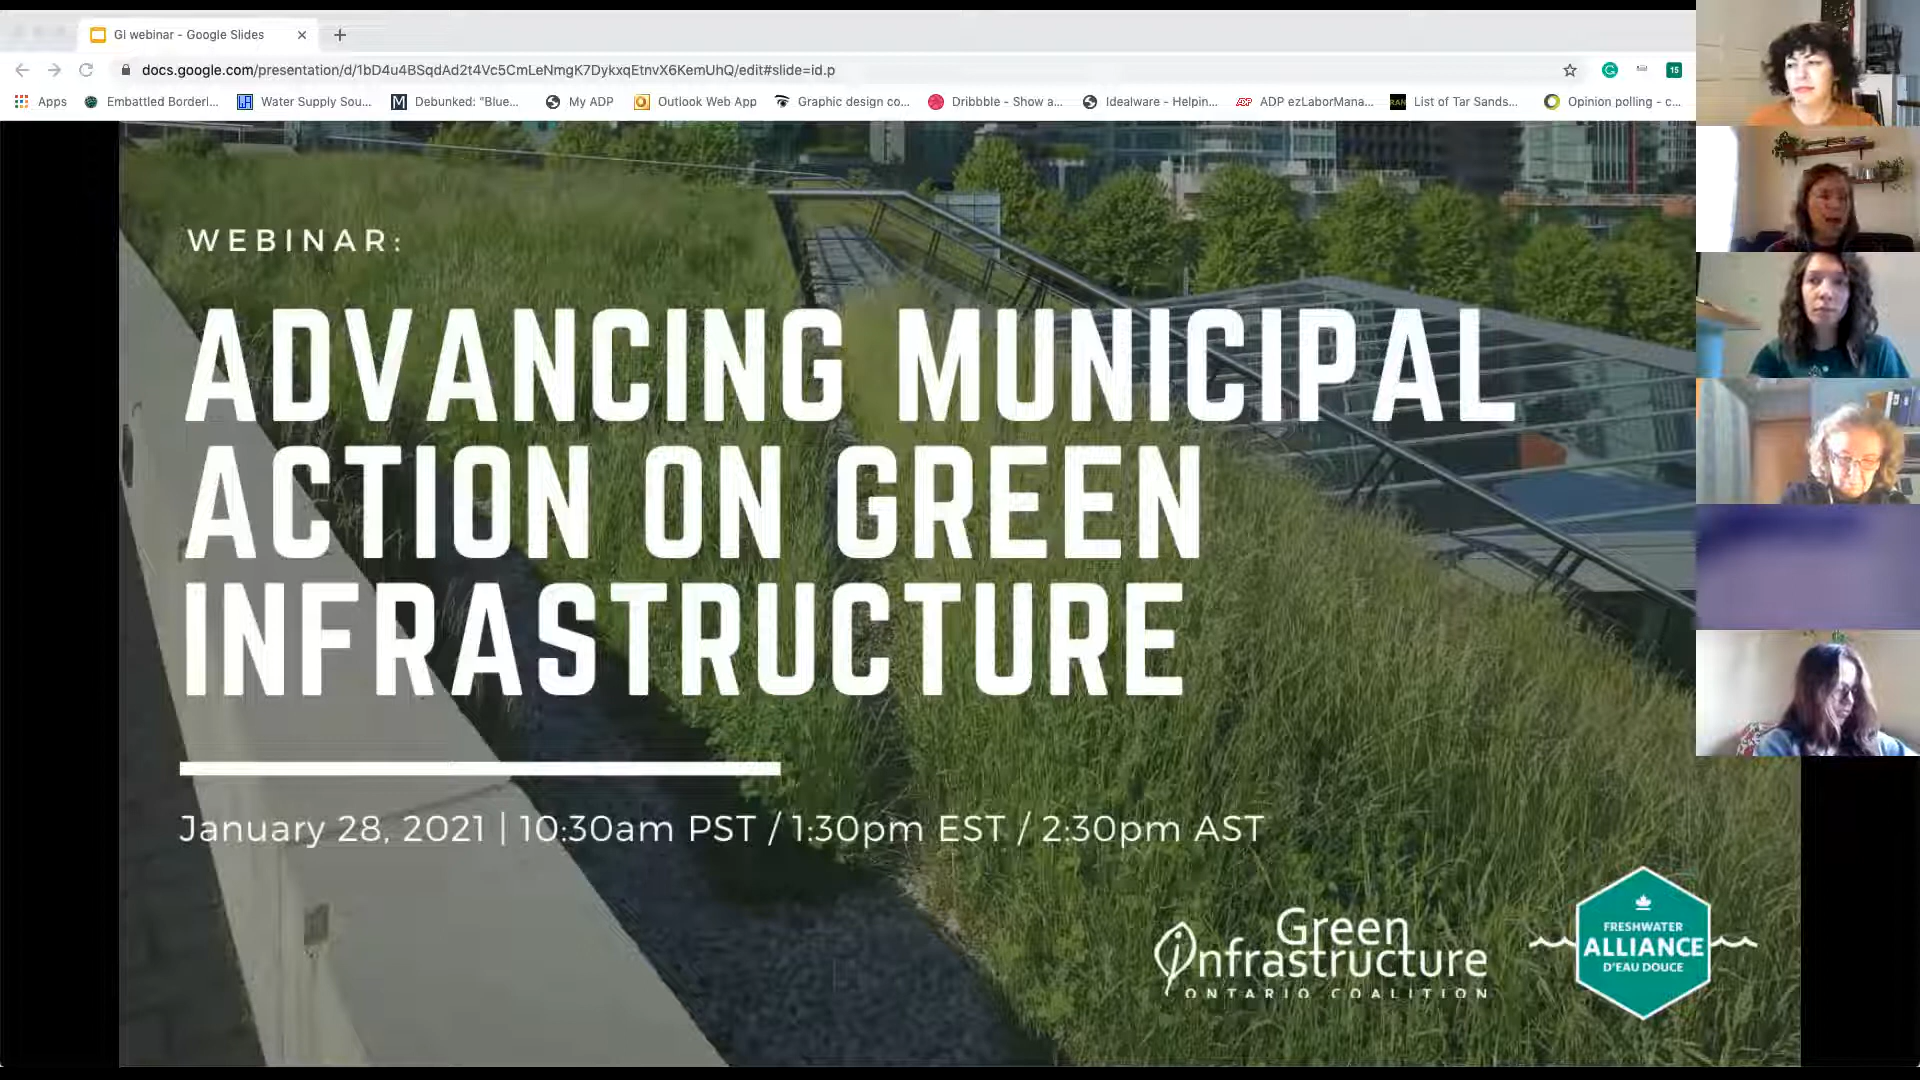 GI webinar - Google Slides
docs.google.com/presentation/d/1bD4u4BSqdAd2t4Vc5CmLeNmgK7DykxqEtnvX6KemUhQ/edit#slide=id.p
15
Apps
Embattled Borderl...
Water Supply Sou...
Debunked: "Blue...
My ADP
Outlook Web App
Graphic design co...
Dribbble - Show a...
Idealware - Helpin...
ADP ezLaborMana...
List of Tar Sands...
Opinion polling - c...
WEBINAR:
ADVANCING MUNICIPAL
ACTION ON GREEN
INFRASTRUCTURE
January 28, 2021 | 10:30am PST / 1:30pm EST / 2:30pm AST
Green
infrastructure
ONTARIO COALITION
FRESHWATER
ALLIANCE
D'EAU DOUCE